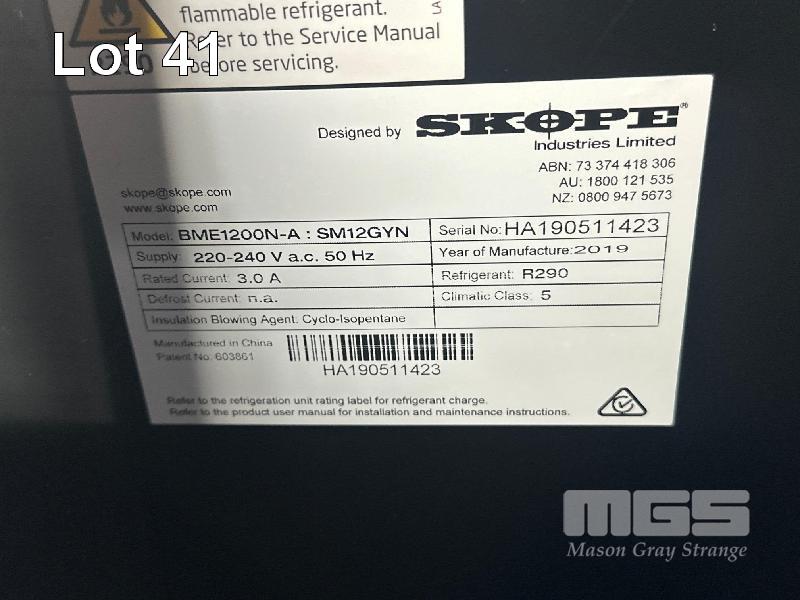 flammable refrigerant.
Refer to the Service Manual
before servicing.
Lot 41
Designed by SKOPE®
Industries Limited
ABN: 73 374 418 306
AU: 1800 121 535
NZ: 0800 947 5673
skope@skope.com
www.skope.com
Model: BME1200N-A : SM12GYN Serial No: HA190511423
Supply: 220-240 V a.c. 50 Hz Year of Manufacture: 2019
Rated Current: 3.0 A Refrigerant: R290
Defrost Current: n.a. Climatic Class: 5
Insulation Blowing Agent: Cyclo-Isopentane
Manufactured in China
Patent No: 603861
HA190511423
Refer to the refrigeration unit rating label for refrigerant charge.
Refer to the product user manual for installation and maintenance instructions.
MGS
Mason Gray Strange